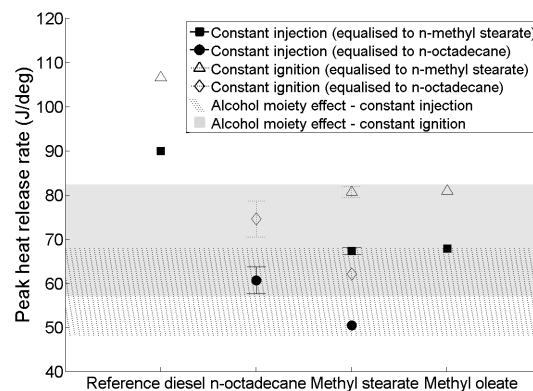 120
110
100
90
80
70
60
50
40
Peak heat release rate (J/deg)
Constant injection (equalised to n-methyl stearate)
Constant injection (equalised to n-octadecane)
Constant ignition (equalised to n-methyl stearate)
Constant ignition (equalised to n-octadecane)
Alcohol moiety effect - constant injection
Alcohol moiety effect - constant ignition
Reference diesel n-octadecane Methyl stearate Methyl oleate